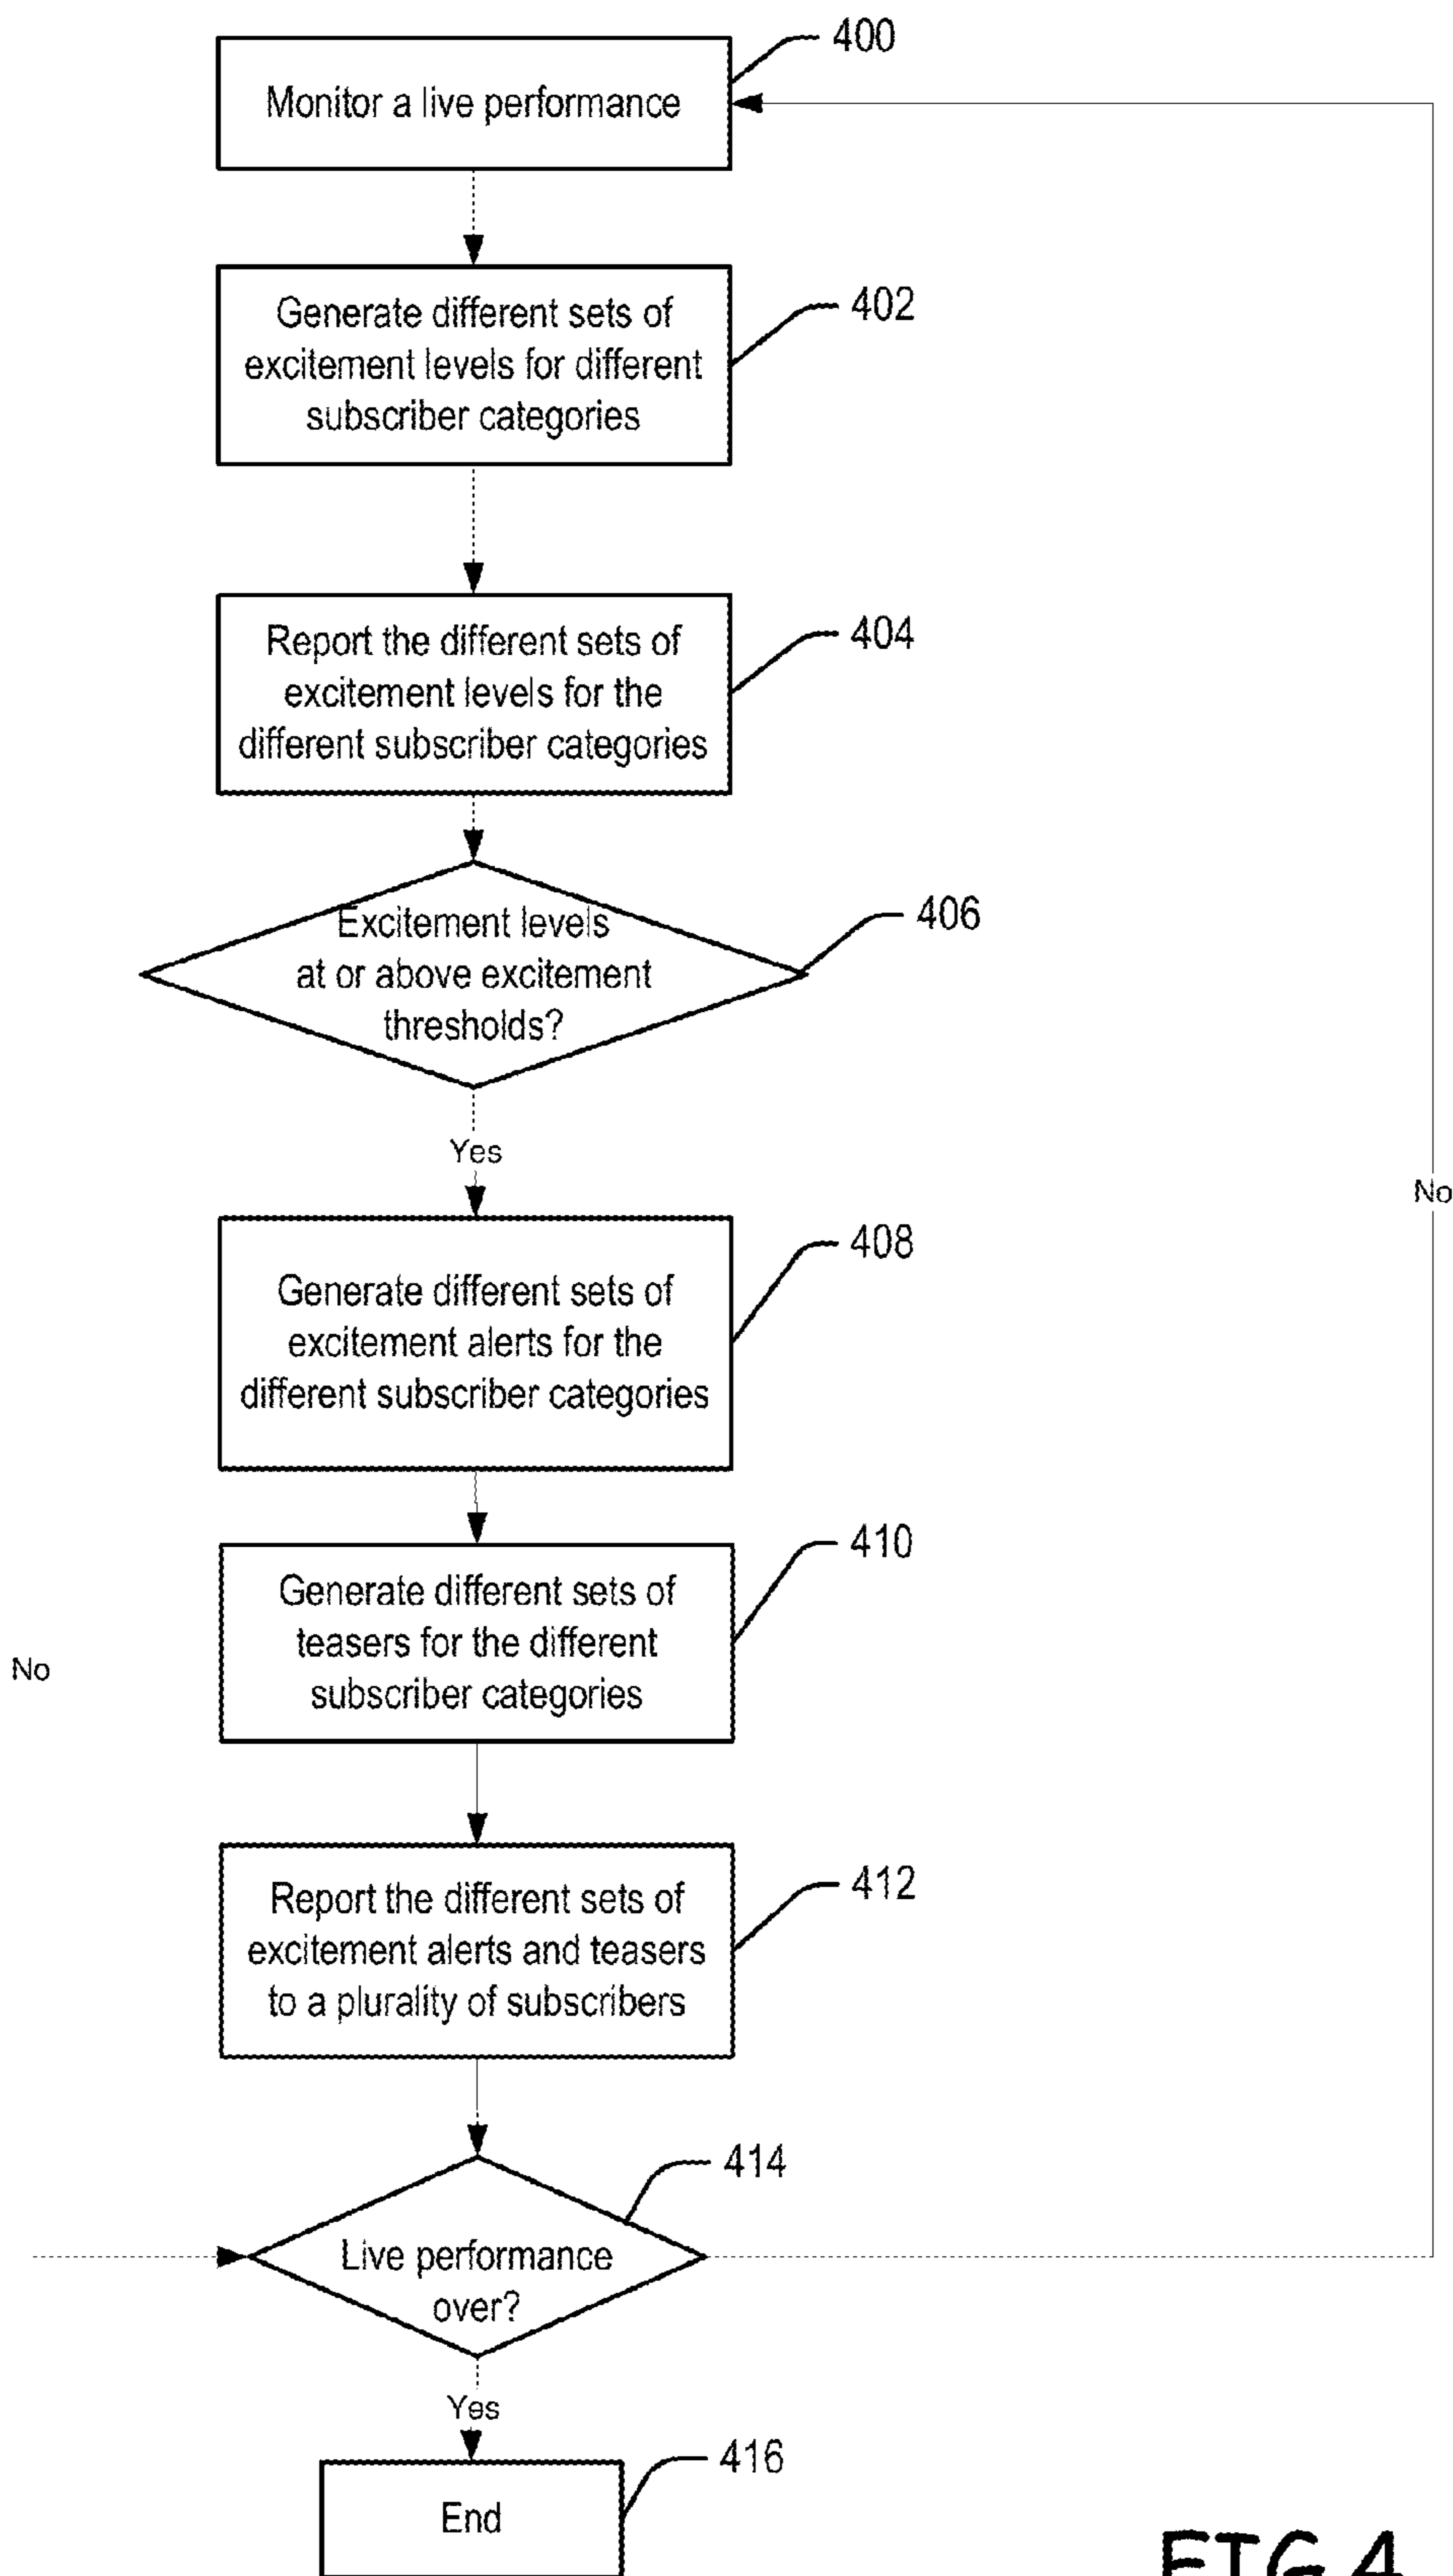 400
Monitor a live performance
402
Generate different sets of
excitement levels for different
subscriber categories
404
Report the different sets of
excitement levels for the
different subscriber categories
406
Excitement levels
at or above excitement
thresholds?
Yes
No
408
Generate different sets of
excitement alerts for the
different subscriber categories
410
Generate different sets of
teasers for the different
subscriber categories
No
412
Report the different sets of
excitement alerts and teasers
to a plurality of subscribers
414
Live performance
over?
Yes
416
End
FIG.4